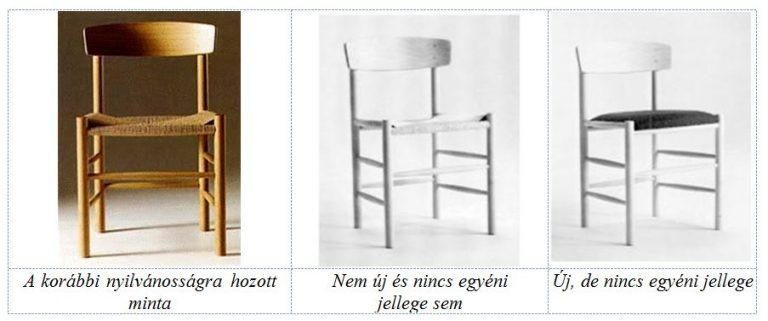 A korábbi nyilvánosságra hozott
minta
Nem új és nincs egyéni
jellege sem
Új, de nincs egyéni jellege